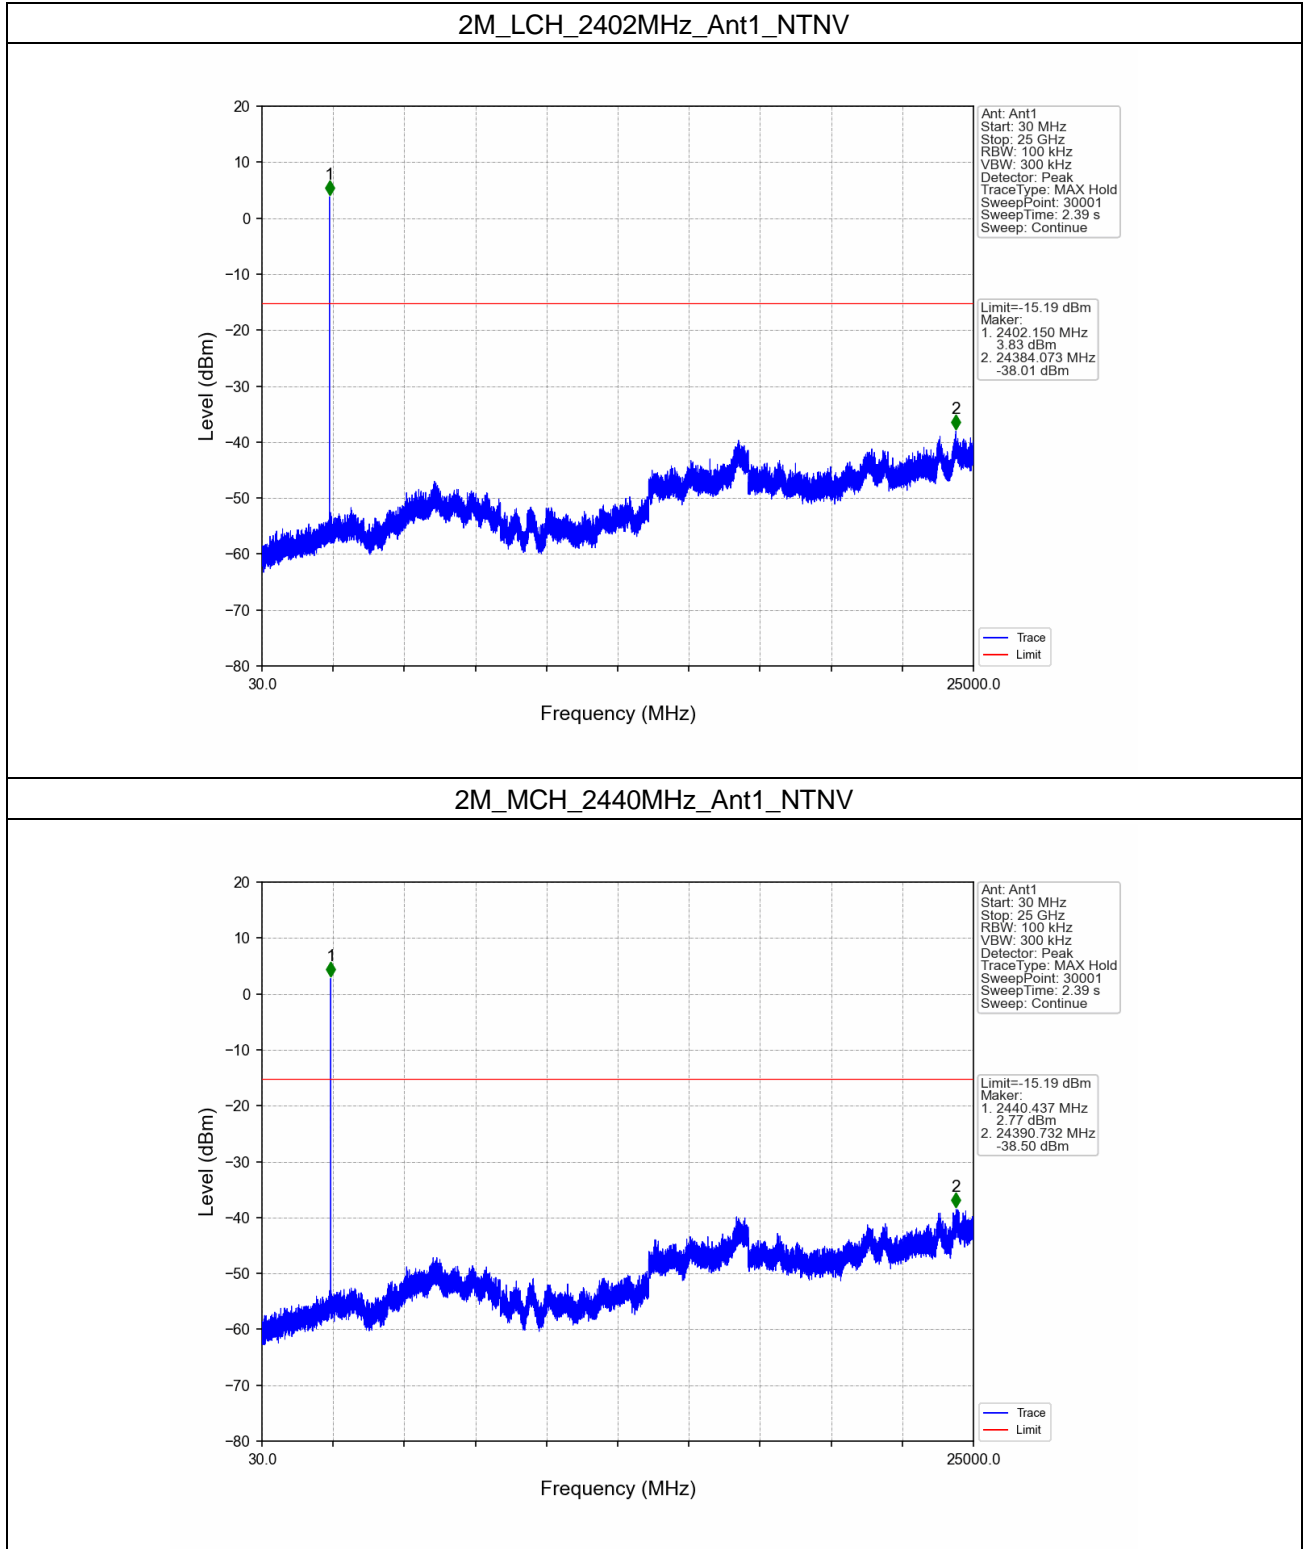 2M_LCH_2402MHz_Ant1_NTNV
20
10
0
−10
−20
−30
−40
−50
−60
−70
−80
Level (dBm)
1
2
30.0
25000.0
Frequency (MHz)
Ant: Ant1
Start: 30 MHz
Stop: 25 GHz
RBW: 100 kHz
VBW: 300 kHz
Detector: Peak
TraceType: MAX Hold
SweepPoint: 30001
SweepTime: 2.39 s
Sweep: Continue
Limit=-15.19 dBm
Maker:
1. 2402.150 MHz
3.83 dBm
2. 24384.073 MHz
-38.01 dBm
Trace
Limit
2M_MCH_2440MHz_Ant1_NTNV
20
10
0
−10
−20
−30
−40
−50
−60
−70
−80
Level (dBm)
1
2
30.0
25000.0
Frequency (MHz)
Ant: Ant1
Start: 30 MHz
Stop: 25 GHz
RBW: 100 kHz
VBW: 300 kHz
Detector: Peak
TraceType: MAX Hold
SweepPoint: 30001
SweepTime: 2.39 s
Sweep: Continue
Limit=-15.19 dBm
Maker:
1. 2440.437 MHz
2.77 dBm
2. 24390.732 MHz
-38.50 dBm
Trace
Limit